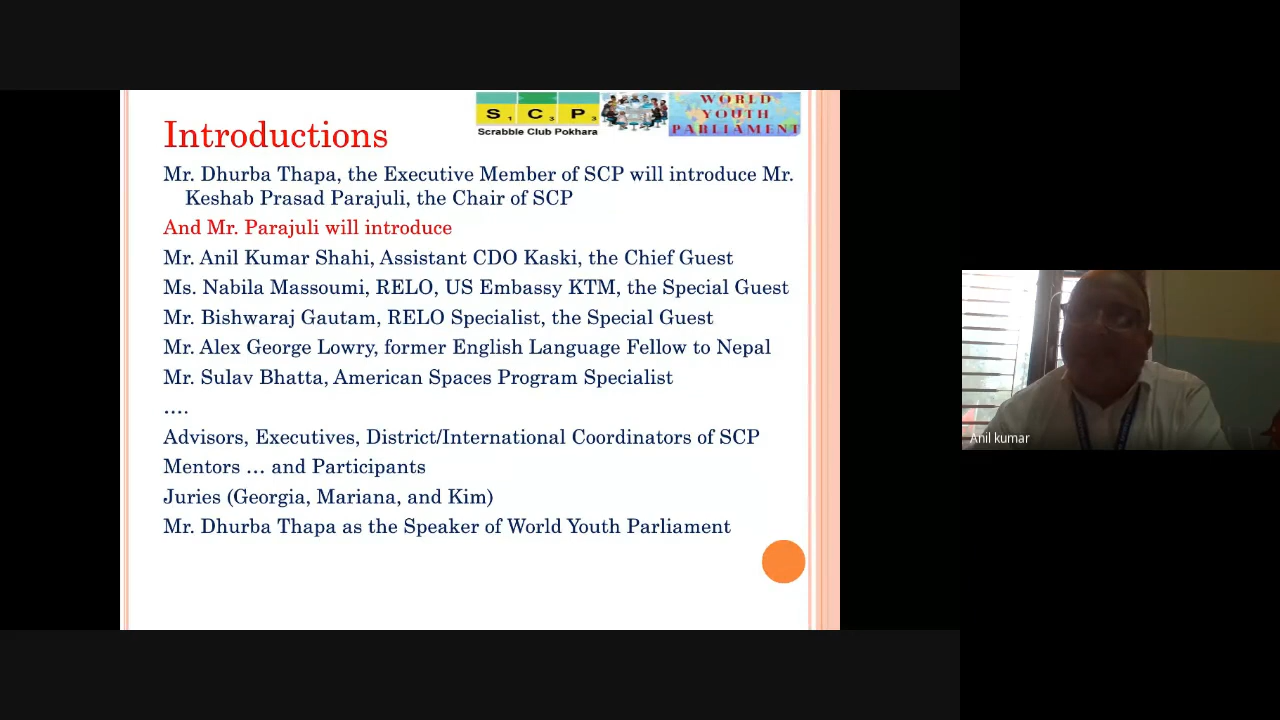 S1 C3 P3
Scrabble Club Pokhara
WORLD
YOUTH
PARLIAMENT
Introductions
Mr. Dhurba Thapa, the Executive Member of SCP will introduce Mr.
Keshab Prasad Parajuli, the Chair of SCP
And Mr. Parajuli will introduce
Mr. Anil Kumar Shahi, Assistant CDO Kaski, the Chief Guest
Ms. Nabila Massoumi, RELO, US Embassy KTM, the Special Guest
Mr. Bishwaraj Gautam, RELO Specialist, the Special Guest
Mr. Alex George Lowry, former English Language Fellow to Nepal
Mr. Sulav Bhatta, American Spaces Program Specialist
....
Advisors, Executives, District/International Coordinators of SCP
Mentors … and Participants
Juries (Georgia, Mariana, and Kim)
Mr. Dhurba Thapa as the Speaker of World Youth Parliament
Anil kumar